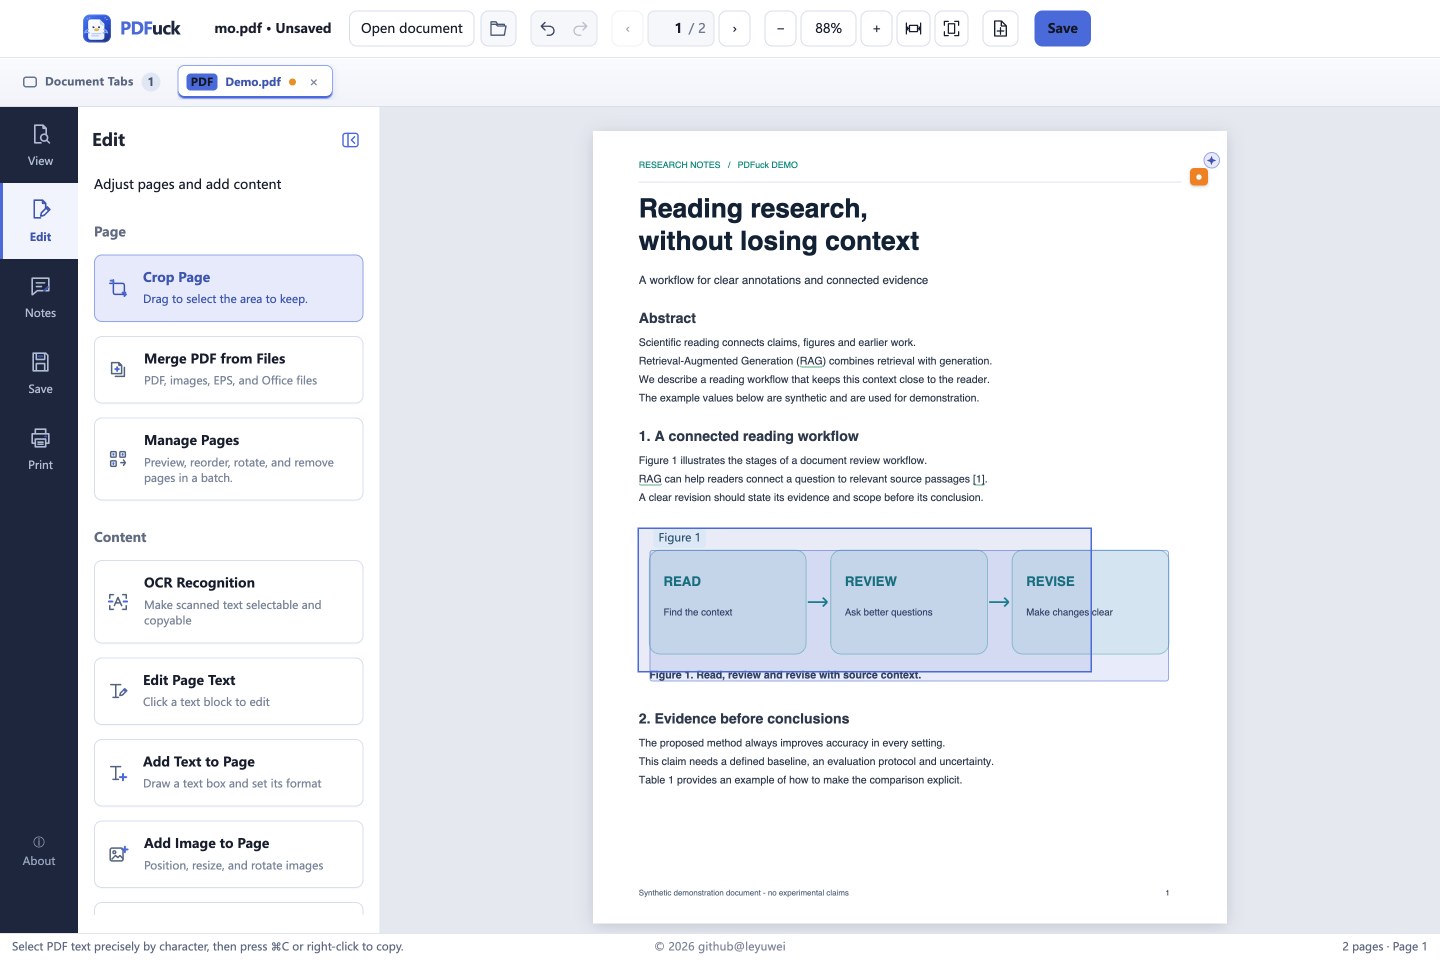 PDFuck
mo.pdf • Unsaved
Open document
1 / 2
88%
Save
Document Tabs 1
PDF Demo.pdf
View
Edit
Notes
Save
Print
About
Edit
Adjust pages and add content
Page
Crop Page
Drag to select the area to keep.
Merge PDF from Files
PDF, images, EPS, and Office files
Manage Pages
Preview, reorder, rotate, and remove
pages in a batch.
Content
OCR Recognition
Make scanned text selectable and
copyable
Edit Page Text
Click a text block to edit
Add Text to Page
Draw a text box and set its format
Add Image to Page
Position, resize, and rotate images
RESEARCH NOTES / PDFuck DEMO
Reading research,
without losing context
A workflow for clear annotations and connected evidence
Abstract
Scientific reading connects claims, figures and earlier work.
Retrieval-Augmented Generation (RAG) combines retrieval with generation.
We describe a reading workflow that keeps this context close to the reader.
The example values below are synthetic and are used for demonstration.
1. A connected reading workflow
Figure 1 illustrates the stages of a document review workflow.
RAG can help readers connect a question to relevant source passages [1].
A clear revision should state its evidence and scope before its conclusion.
Figure 1
READ
Find the context
REVIEW
Ask better questions
REVISE
Make changes clear
Figure 1. Read, review and revise with source context.
2. Evidence before conclusions
The proposed method always improves accuracy in every setting.
This claim needs a defined baseline, an evaluation protocol and uncertainty.
Table 1 provides an example of how to make the comparison explicit.
Synthetic demonstration document - no experimental claims
1
Select PDF text precisely by character, then press ⌘C or right-click to copy.
© 2026 github@leyuwei
2 pages · Page 1